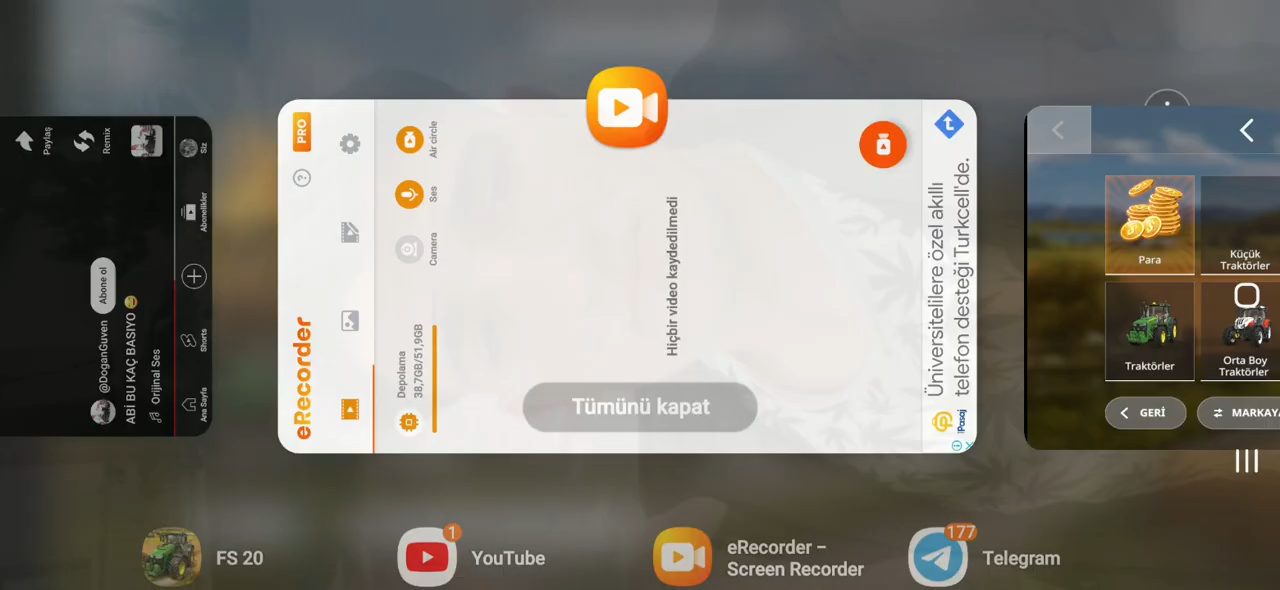 Paylaş
Remix
@DoganGuven
Abone ol
ABİ BU KAÇ BASIYO 😄
Orijinal Ses
Ana Sayfa
Shorts
Abonelikler
Siz
eRecorder
PRO
?
Depolama
38,7GB/51,9GB
Camera
Ses
Air circle
Hiçbir video kaydedilmedi
Tümünü kapat
Pasaj
Üniversitelilere özel akıllı
telefon desteği Turkcell'de.
Para
Küçük
Traktörler
Traktörler
Orta Boy
Traktörler
GERİ
MARKAYA
FS 20
1
YouTube
eRecorder –
Screen Recorder
177
Telegram